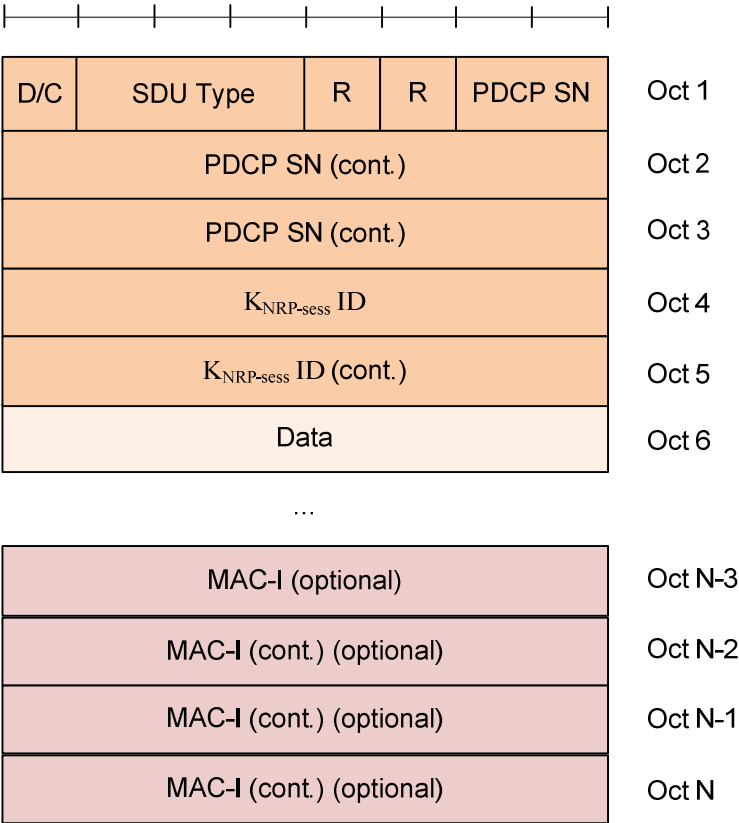 D/C SDU Type R R PDCP SN Oct 1
PDCP SN (cont.) Oct 2
PDCP SN (cont.) Oct 3
KNRP-sess ID Oct 4
KNRP-sess ID (cont.) Oct 5
Data Oct 6
...
MAC-I (optional) Oct N-3
MAC-I (cont.) (optional) Oct N-2
MAC-I (cont.) (optional) Oct N-1
MAC-I (cont.) (optional) Oct N